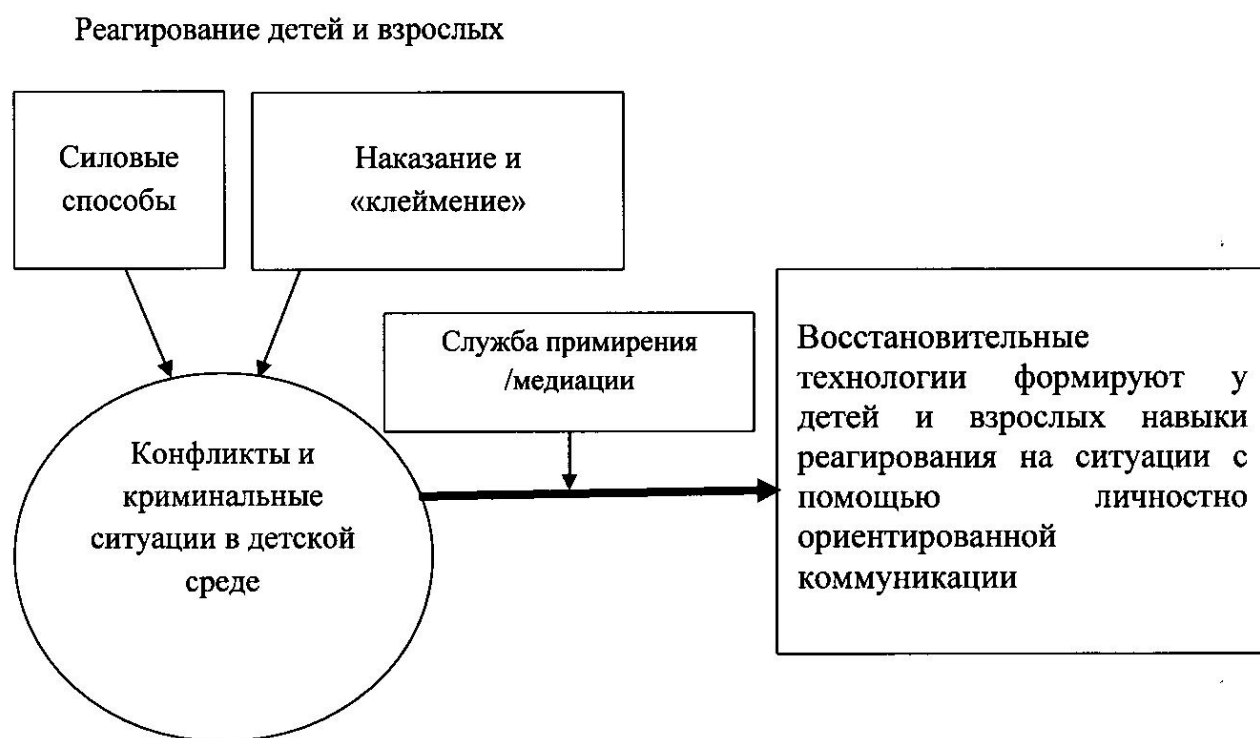 Реагирование детей и взрослых
Силовые
способы
Наказание и
«клеймение»
Служба примирения
/медиации
Конфликты и
криминальные
ситуации в детской
среде
Восстановительные
технологии формируют у
детей и взрослых навыки
реагирования на ситуации с
помощью личностно
ориентированной
коммуникации